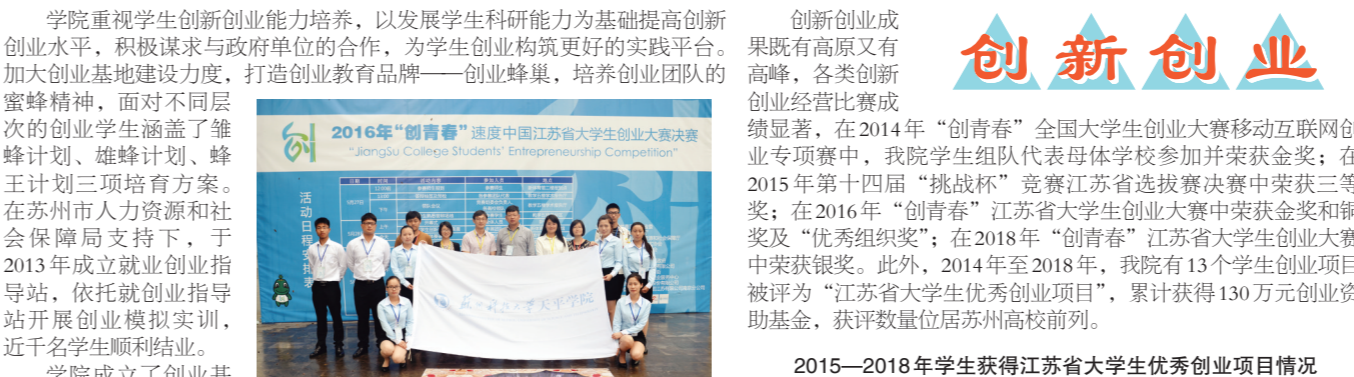 学院重视学生创新创业能力培养，以发展学生科研能力为基础提高创新
创业水平，积极谋求与政府单位的合作，为学生创业构筑更好的实践平台。
加大创业基地建设力度，打造创业教育品牌——创业蜂巢，培养创业团队的
蜜蜂精神，面对不同层
次的创业学生涵盖了雏
蜂计划、雄蜂计划、蜂
王计划三项培育方案。
在苏州市人力资源和社
会保障局支持下，于
2013年成立就业创业指
导站，依托就创业指导
站开展创业模拟实训，
近千名学生顺利结业。
学院成立了创业基
2016年“创青春”速度中国江苏省大学生创业大赛决赛
“JiangSu College Students' Entrepreneurship Competition”
活动日程安排表
天平学院
创新创业成
果既有高原又有
高峰，各类创新
创业经营比赛成
绩显著，在2014年“创青春”全国大学生创业大赛移动互联网创
业专项赛中，我院学生组队代表母体学校参加并荣获金奖；在
2015年第十四届“挑战杯”竞赛江苏省选拔赛决赛中荣获三等
奖；在2016年“创青春”江苏省大学生创业大赛中荣获金奖和铜
奖及“优秀组织奖”；在2018年“创青春”江苏省大学生创业大赛
中荣获银奖。此外，2014年至2018年，我院有13个学生创业项目
被评为“江苏省大学生优秀创业项目”，累计获得130万元创业资
助基金，获评数量位居苏州高校前列。
创新创业
2015—2018年学生获得江苏省大学生优秀创业项目情况